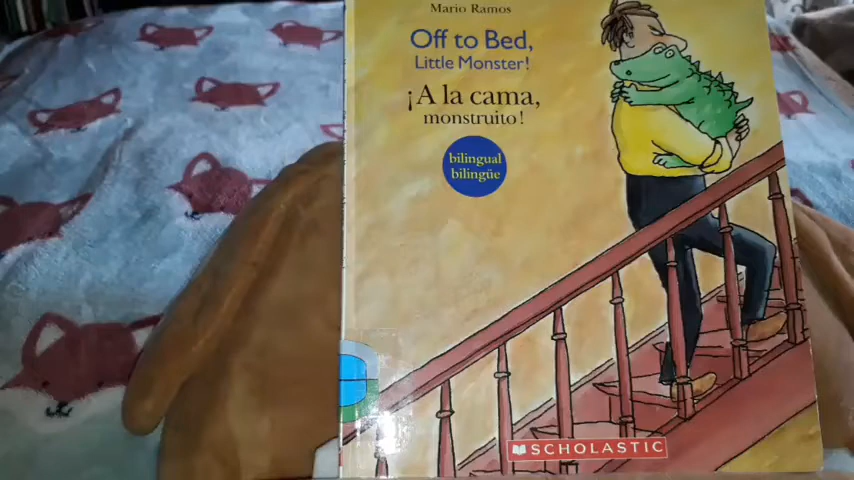 Mario Ramos
Off to Bed,
Little Monster!
¡A la cama,
monstruito!
bilingual
bilingüe
SCHOLASTIC